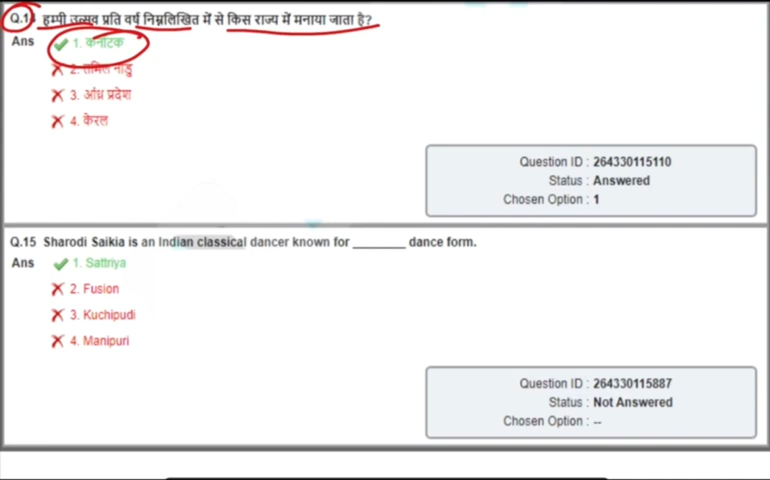 Q.14 हम्पी उत्सव प्रति वर्ष निम्नलिखित में से किस राज्य में मनाया जाता है?
Ans 1. कर्नाटक
2. तमिल नाडु
3. आंध्र प्रदेश
4. केरल
Question ID : 264330115110
Status : Answered
Chosen Option : 1
Q.15 Sharodi Saikia is an Indian classical dancer known for ________ dance form.
Ans 1. Sattriya
2. Fusion
3. Kuchipudi
4. Manipuri
Question ID : 264330115887
Status : Not Answered
Chosen Option : --